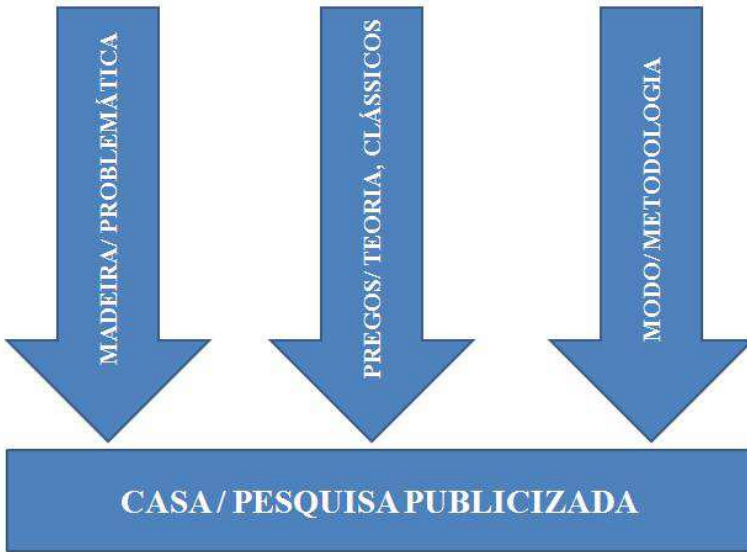 MADEIRA/ PROBLEMÁTICA
PREGOS/ TEORIA, CLÁSSICOS
MODO/ METODOLOGIA
CASA / PESQUISA PUBLICIZADA